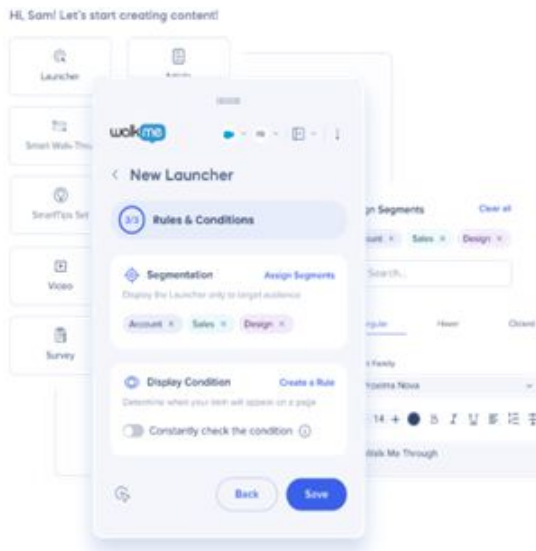 Hi, Sam! Let's start creating content!
Launcher
Smart Walk-Thru
SmartTips Set
Video
Survey
walkme
New Launcher
3/3 Rules & Conditions
Segmentation Assign Segments
Display the Launcher only to target audience
Account × Sales × Design ×
Display Condition Create a Rule
Determine when your item will appear on a page
Constantly check the condition
Back Save
Segments Clear all
Sales × Design ×
Search...
Hover Clicked
Family
Nova
14
B I U
Walk Me Through